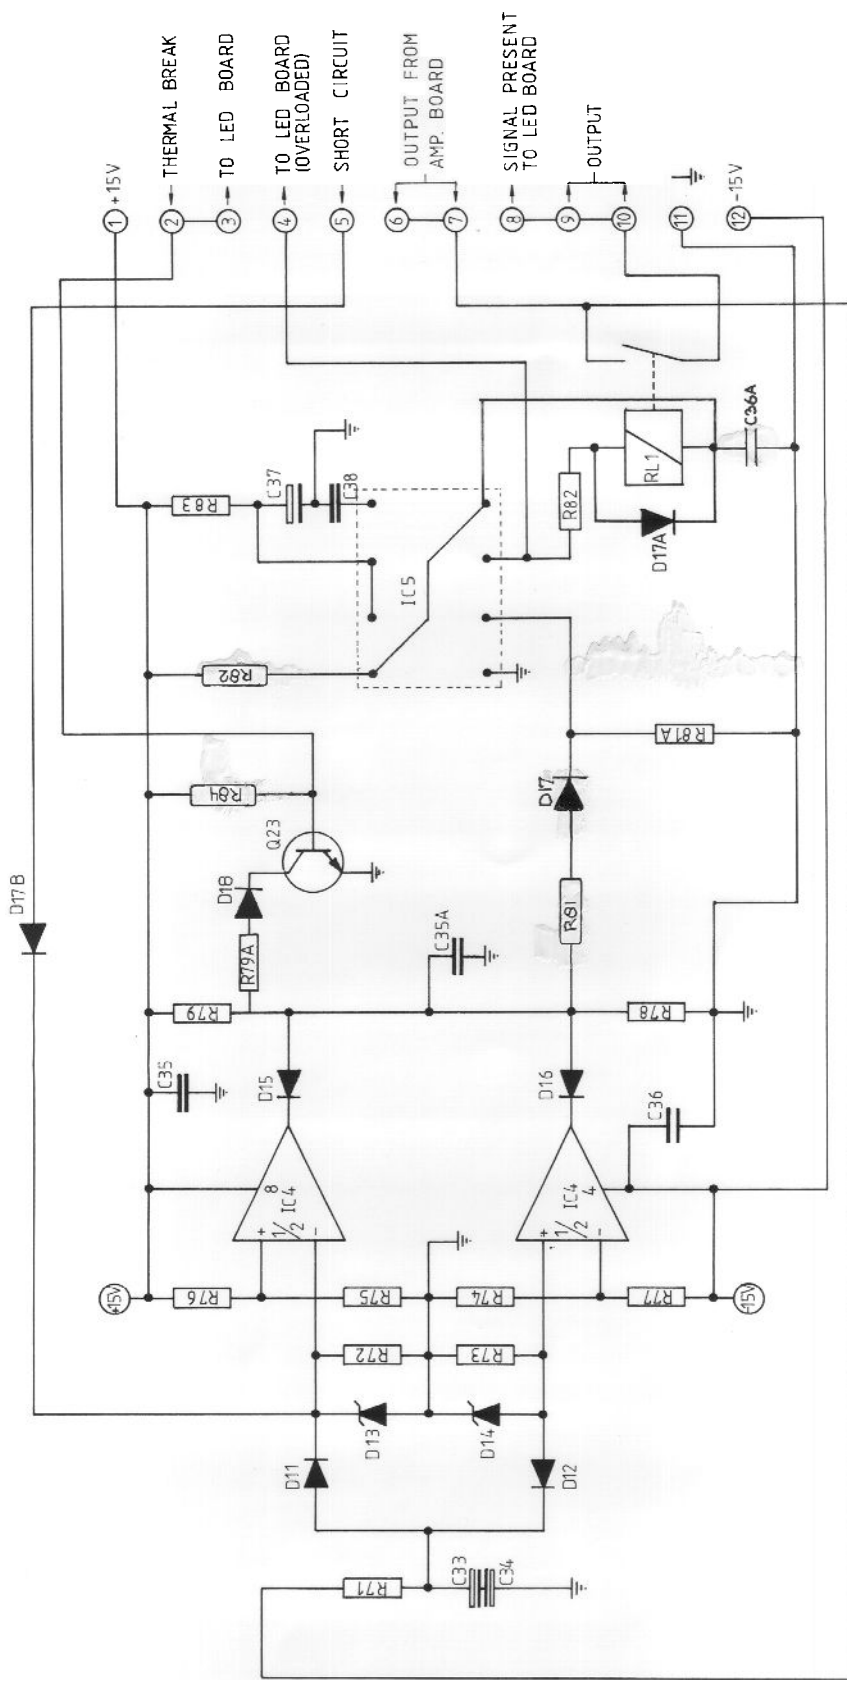 1 +15V
2 THERMAL BREAK
3 TO LED BOARD
4 TO LED BOARD
(OVERLOADED)
5 SHORT CIRCUIT
6
7
OUTPUT FROM
AMP. BOARD
8 SIGNAL PRESENT
TO LED BOARD
9
10
OUTPUT
11
12 -15V
D17B
R83
C37
C38
IC5
R82
R82
RL1
D17A
C36A
R84
Q23
D18
R79A
R79
C35A
D17
R81
R81A
R78
C35
D15
D16
C36
8
IC4
1/2
+
-
4
IC4
1/2
+
-
+15V
R76
R75
R74
R77
-15V
R72
R73
D13
D14
D11
D12
R71
C33
C34